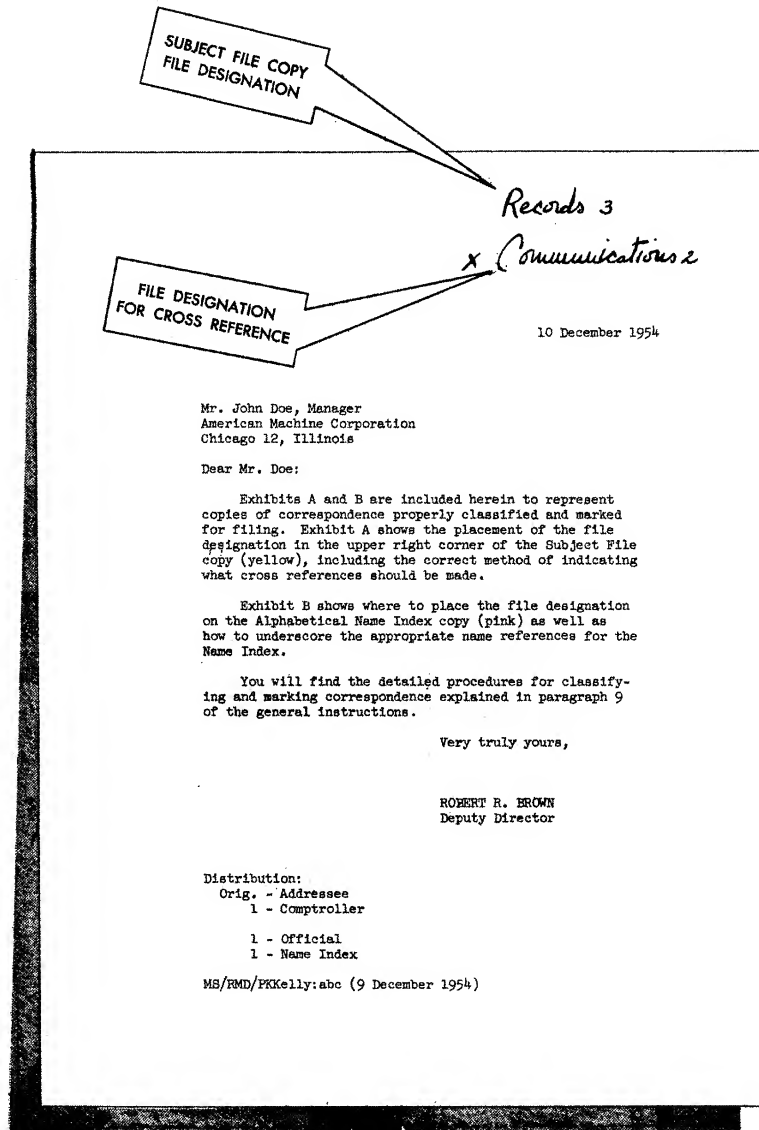 SUBJECT FILE COPY
FILE DESIGNATION
Records 3
x Communications 2
FILE DESIGNATION
FOR CROSS REFERENCE
10 December 1954
Mr. John Doe, Manager
American Machine Corporation
Chicago 12, Illinois
Dear Mr. Doe:
Exhibits A and B are included herein to represent
copies of correspondence properly classified and marked
for filing. Exhibit A shows the placement of the file
designation in the upper right corner of the Subject File
copy (yellow), including the correct method of indicating
what cross references should be made.
Exhibit B shows where to place the file designation
on the Alphabetical Name Index copy (pink) as well as
how to underscore the appropriate name references for the
Name Index.
You will find the detailed procedures for classify-
ing and marking correspondence explained in paragraph 9
of the general instructions.
Very truly yours,
ROBERT R. BROWN
Deputy Director
Distribution:
Orig. - Addressee
1 - Comptroller
1 - Official
1 - Name Index
MS/RMD/PKKelly:abc (9 December 1954)